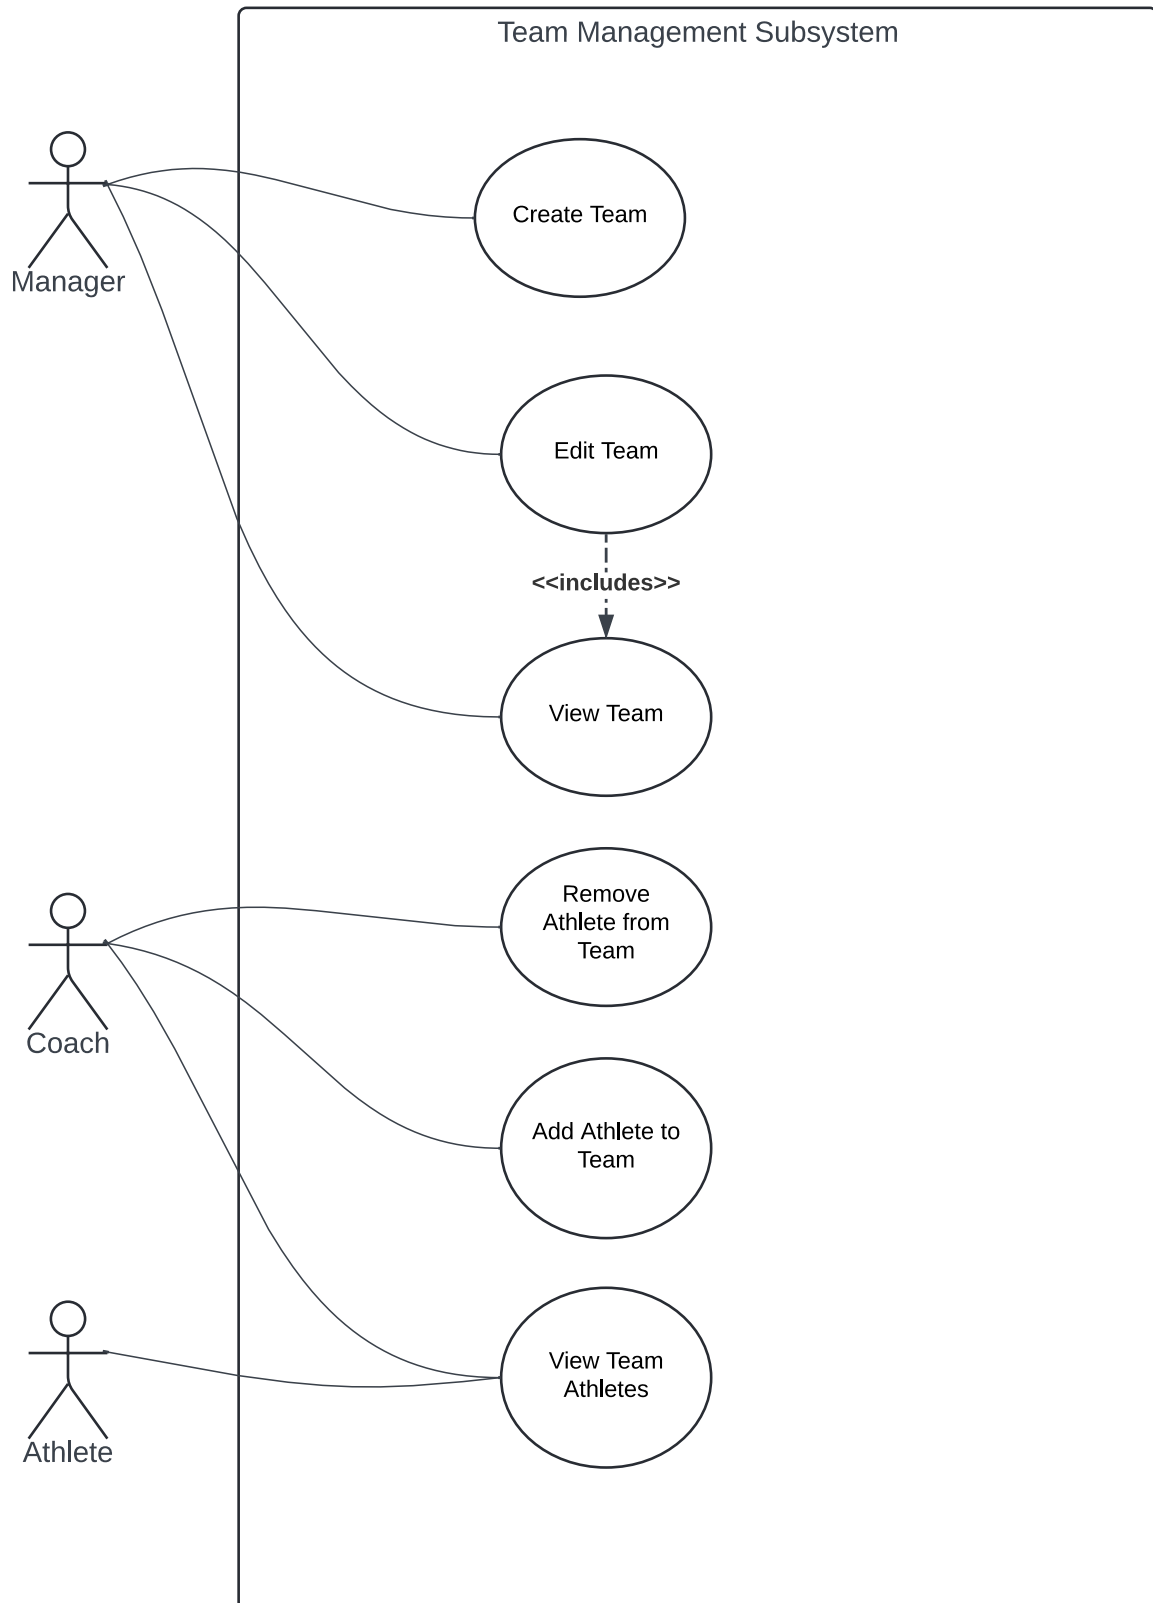 Team Management Subsystem
Create Team
Manager
Edit Team
<<includes>>
View Team
Remove
Athlete from
Team
Coach
Add Athlete to
Team
View Team
Athletes
Athlete